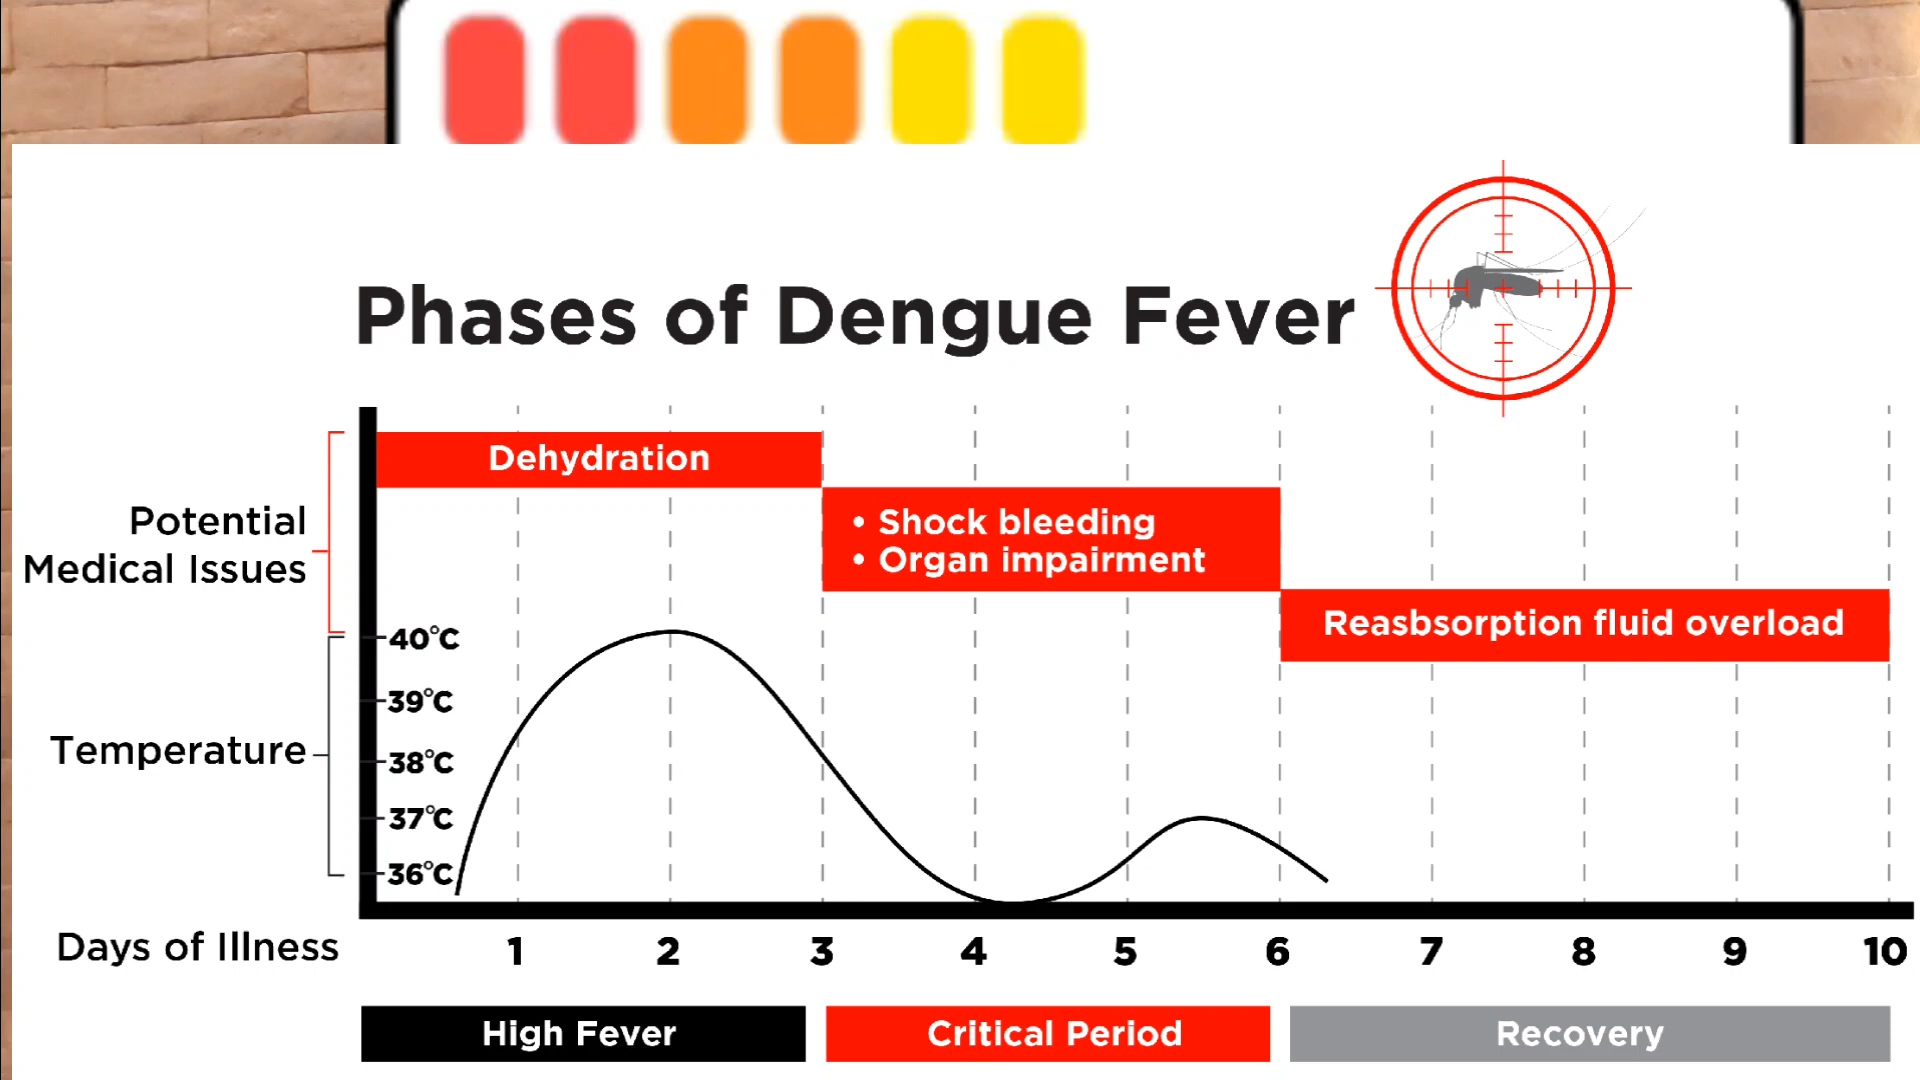 Phases of Dengue Fever
Dehydration
• Shock bleeding
• Organ impairment
Reasbsorption fluid overload
Potential
Medical Issues
40°C
39°C
38°C
37°C
36°C
Temperature
Days of Illness
1 2 3 4 5 6 7 8 9 10
High Fever Critical Period Recovery